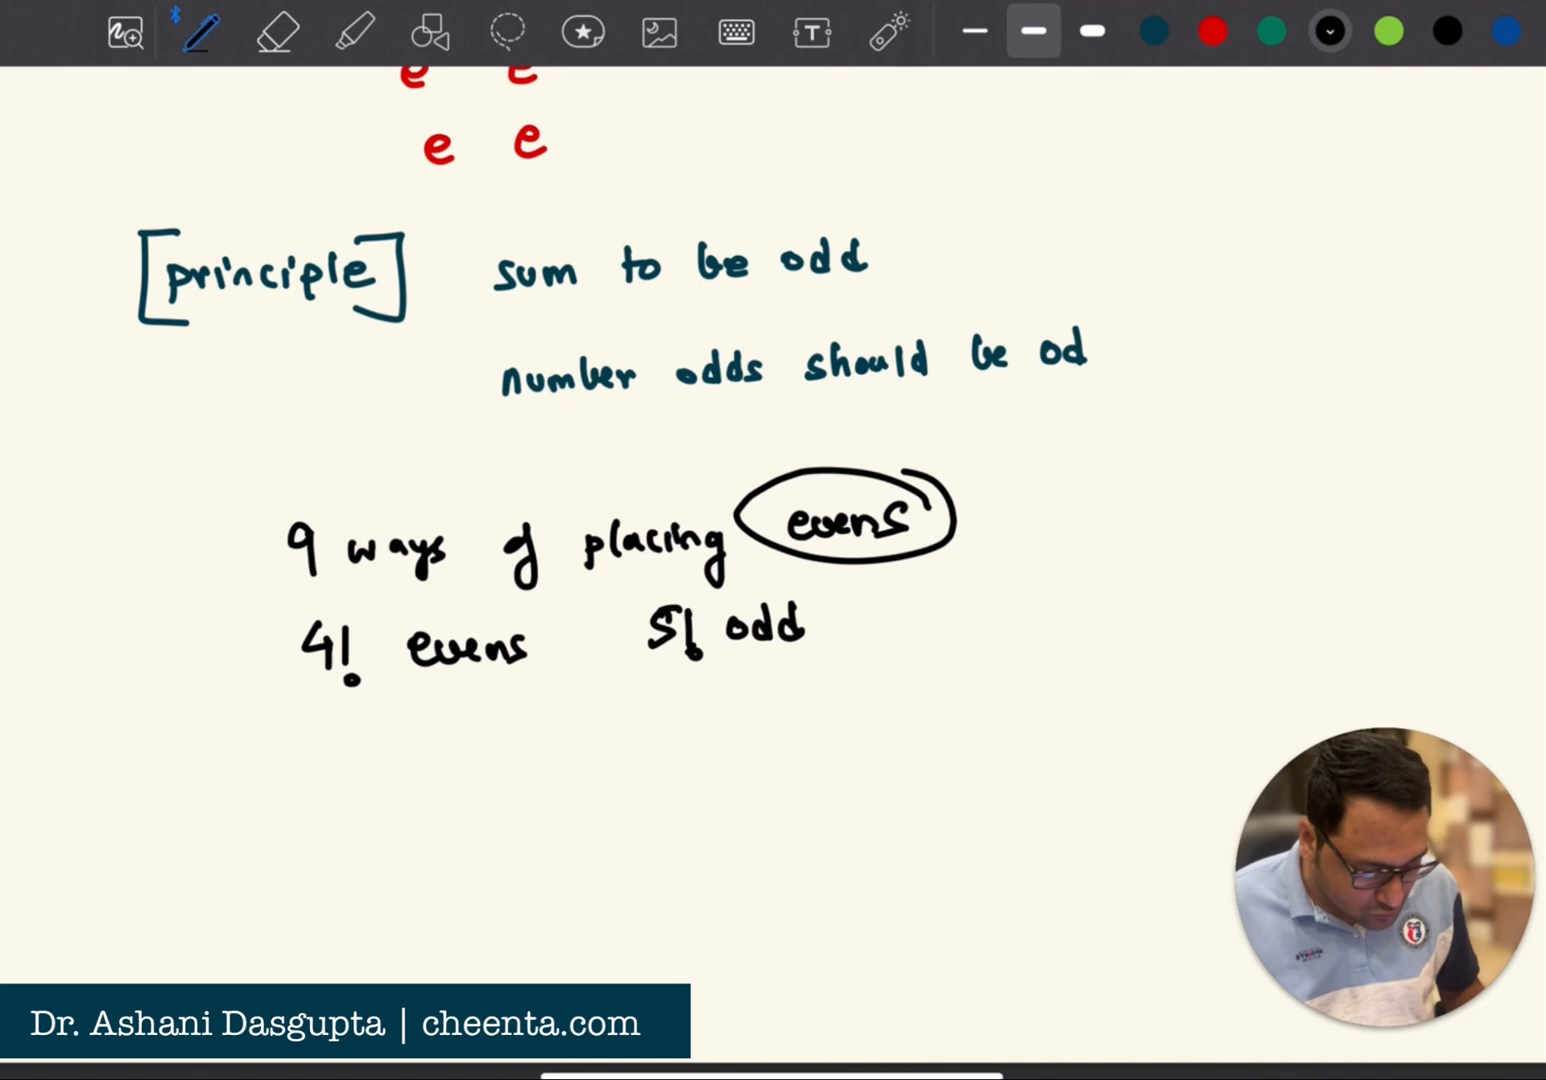 e e
e e
[principle] sum to be odd
number odds should be od
9 ways of placing evens
4! evens 5! odd
Dr. Ashani Dasgupta | cheenta.com